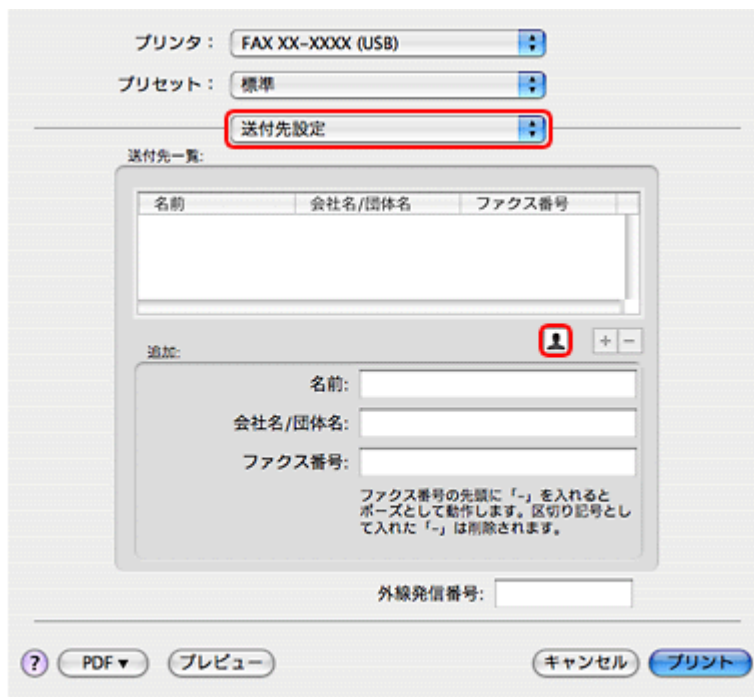 プリンタ： FAX XX-XXXX (USB)
プリセット： 標準
送付先設定
送付先一覧:
名前 会社名/団体名 ファクス番号
+ -
追加:
名前:
会社名/団体名:
ファクス番号:
ファクス番号の先頭に「-」を入れると
ポーズとして動作します。区切り記号とし
て入れた「-」は削除されます。
外線発信番号:
? PDF▼ プレビュー キャンセル プリント